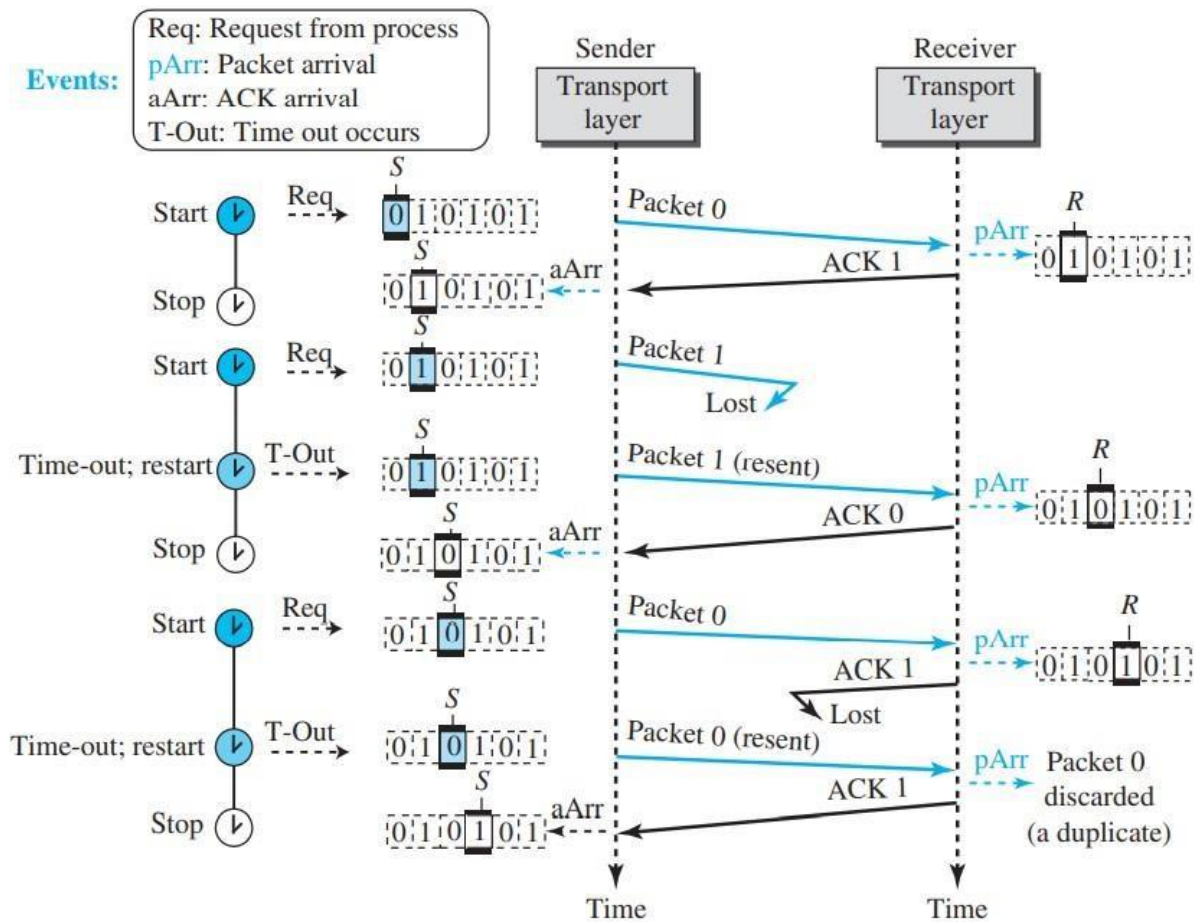 Events:
Req: Request from process
pArr: Packet arrival
aArr: ACK arrival
T-Out: Time out occurs
Sender
Transport
layer
Receiver
Transport
layer
Start
Req
S
0 1 0 1 0 1
Packet 0
pArr
R
0 1 0 1 0 1
Stop
S
0 1 0 1 0 1
aArr
ACK 1
Start
Req
S
0 1 0 1 0 1
Packet 1
Lost
Time-out; restart
T-Out
S
0 1 0 1 0 1
Packet 1 (resent)
pArr
R
0 1 0 1 0 1
Stop
S
0 1 0 1 0 1
aArr
ACK 0
Start
Req
S
0 1 0 1 0 1
Packet 0
pArr
R
0 1 0 1 0 1
ACK 1
Lost
Time-out; restart
T-Out
S
0 1 0 1 0 1
Packet 0 (resent)
pArr
Packet 0
discarded
(a duplicate)
Stop
S
0 1 0 1 0 1
aArr
ACK 1
Time
Time